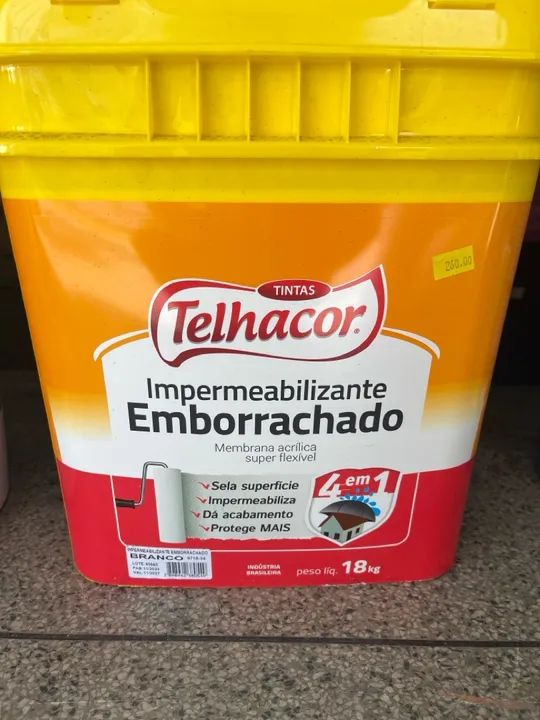 260.00
TINTAS
Telhacor
Impermeabilizante
Emborrachado
Membrana acrílica
super flexível
Sela superfície
Impermeabiliza
Dá acabamento
Protege MAIS
4 em 1
IMPERMEABILIZANTE EMBORRACHADO
BRANCO
INDÚSTRIA
BRASILEIRA
peso líq. 18kg